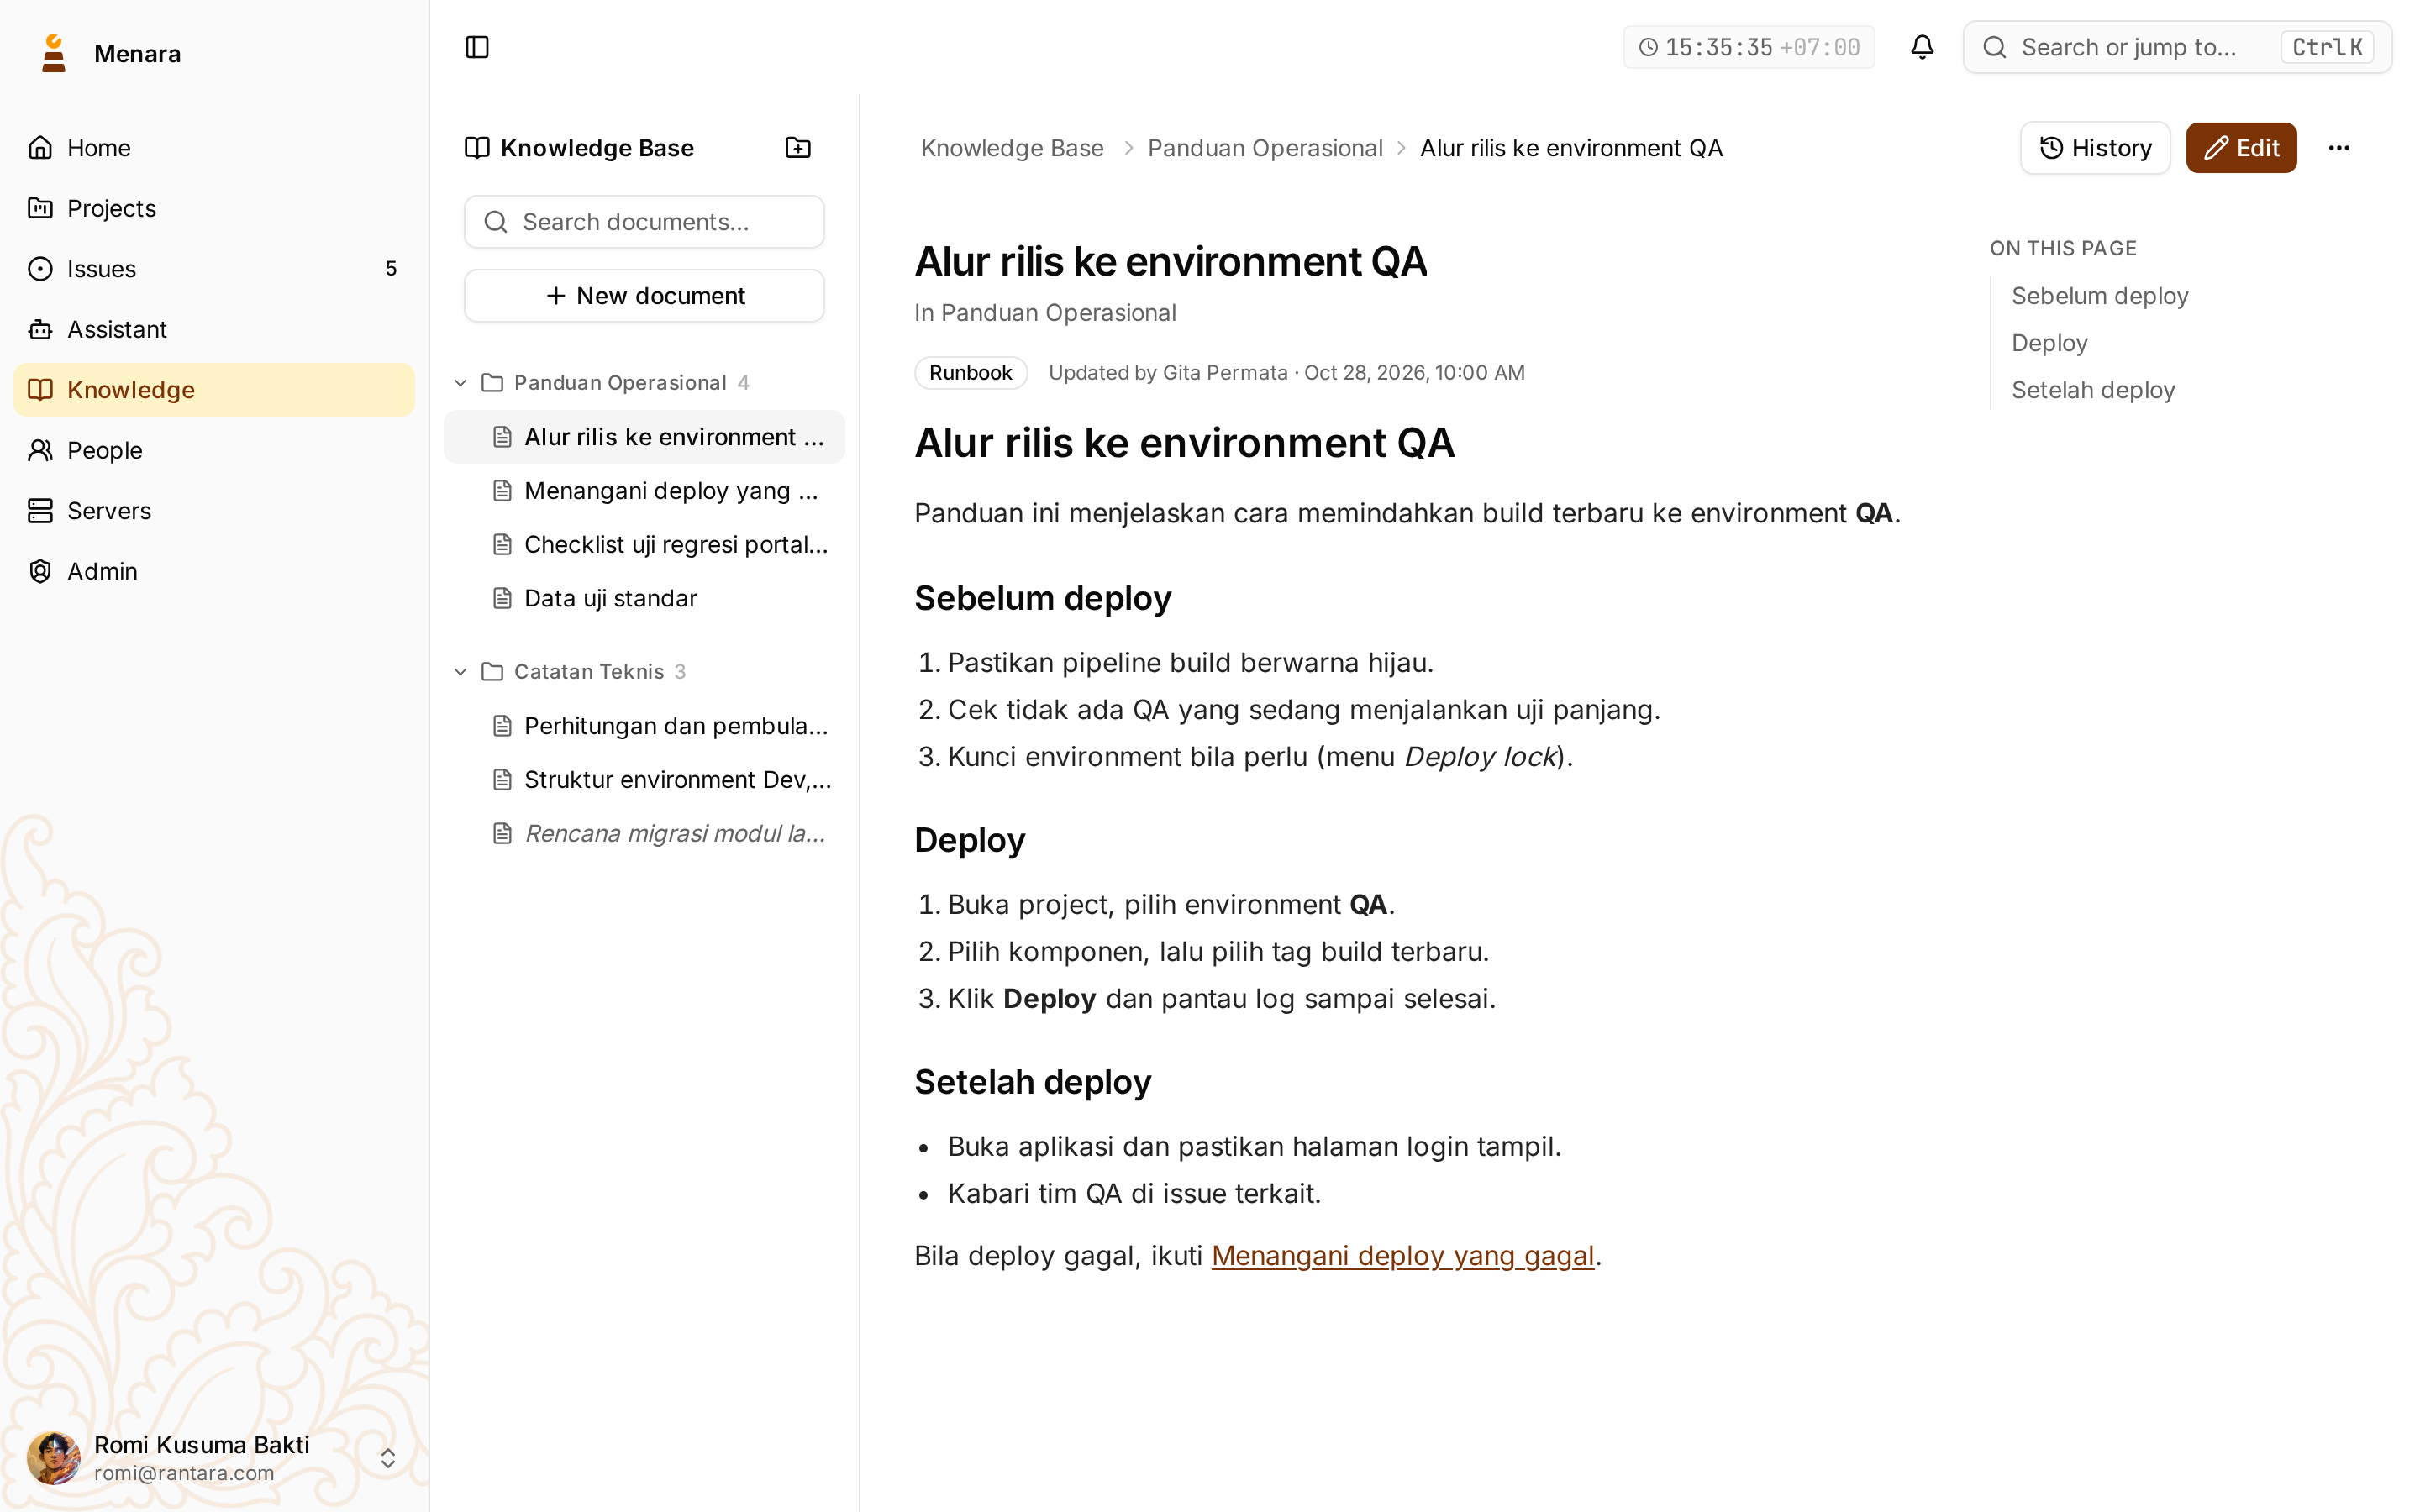 Menara
Home
Projects
Issues 5
Assistant
Knowledge
People
Servers
Admin
Romi Kusuma Bakti
romi@rantara.com
15:35:35 +07:00
Search or jump to...
Ctrl K
Knowledge Base
Search documents...
New document
Panduan Operasional 4
Alur rilis ke environment ...
Menangani deploy yang ...
Checklist uji regresi portal...
Data uji standar
Catatan Teknis 3
Perhitungan dan pembula...
Struktur environment Dev,...
Rencana migrasi modul la...
Knowledge Base > Panduan Operasional > Alur rilis ke environment QA
History
Edit
Alur rilis ke environment QA
In Panduan Operasional
Runbook Updated by Gita Permata · Oct 28, 2026, 10:00 AM
Alur rilis ke environment QA
Panduan ini menjelaskan cara memindahkan build terbaru ke environment QA.
Sebelum deploy
1. Pastikan pipeline build berwarna hijau.
2. Cek tidak ada QA yang sedang menjalankan uji panjang.
3. Kunci environment bila perlu (menu Deploy lock).
Deploy
1. Buka project, pilih environment QA.
2. Pilih komponen, lalu pilih tag build terbaru.
3. Klik Deploy dan pantau log sampai selesai.
Setelah deploy
• Buka aplikasi dan pastikan halaman login tampil.
• Kabari tim QA di issue terkait.
Bila deploy gagal, ikuti Menangani deploy yang gagal.
ON THIS PAGE
Sebelum deploy
Deploy
Setelah deploy